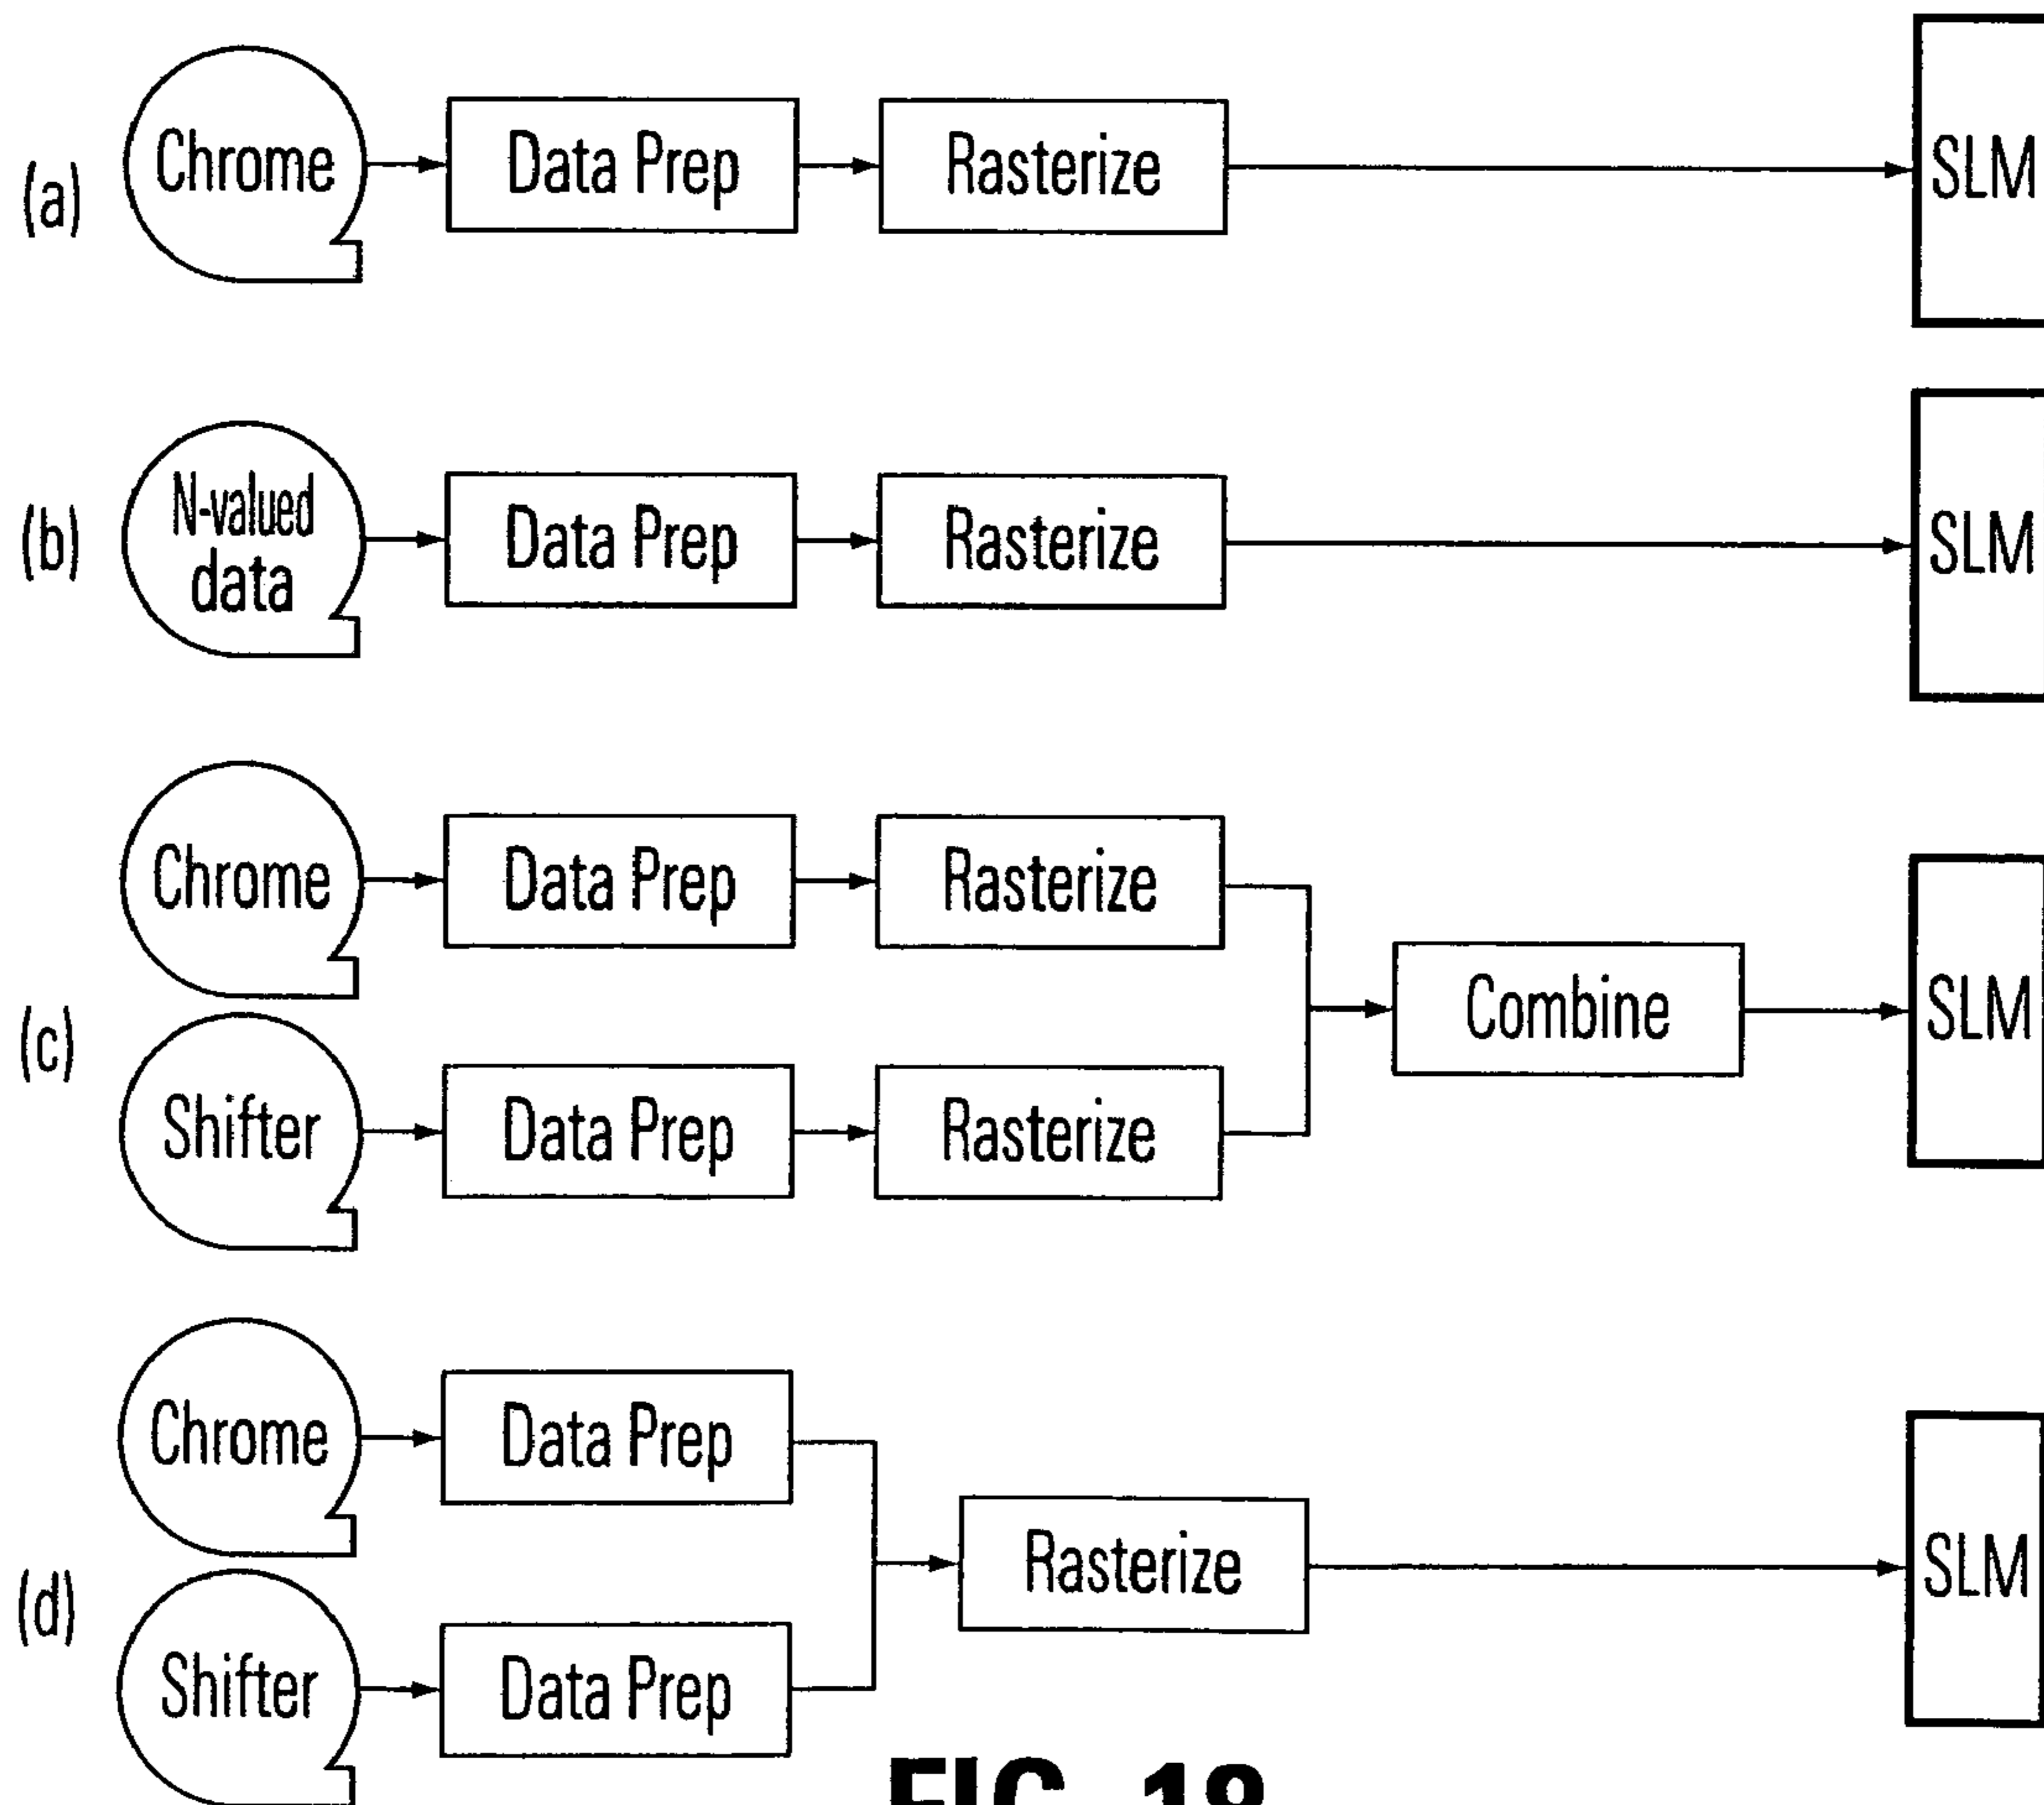 (a)
Chrome
Data Prep
Rasterize
SLM
(b)
N-valued
data
Data Prep
Rasterize
SLM
(c)
Chrome
Data Prep
Rasterize
Shifter
Data Prep
Rasterize
Combine
SLM
(d)
Chrome
Data Prep
Shifter
Data Prep
Rasterize
SLM
FIG